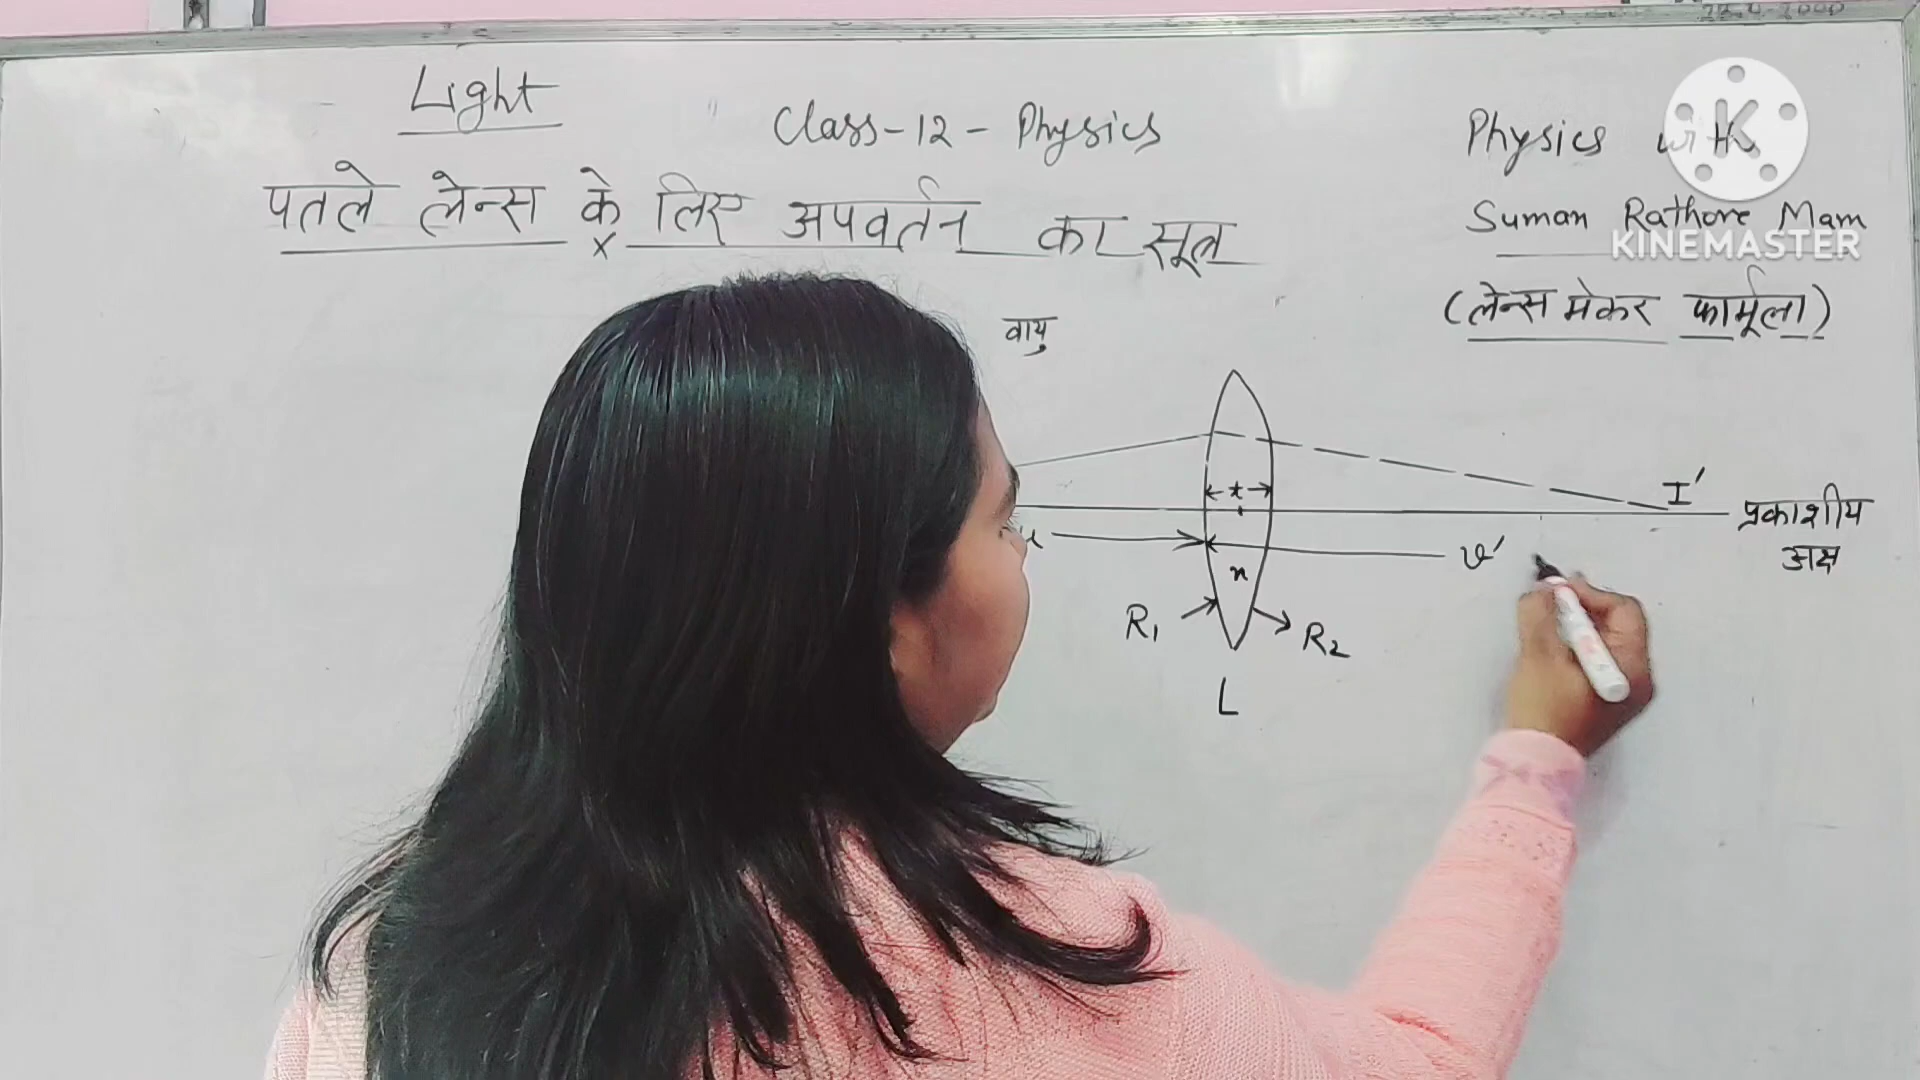 Light
Class-12-Physics
Physics with
Suman Rathore Mam
KINEMASTER
पतले लेन्स के लिए अपवर्तन का सूत्र
x
(लेन्स मेकर फार्मूला)
वायु
I'
t
प्रकाशीय
अक्ष
u
v'
n
R₁
R₂
L